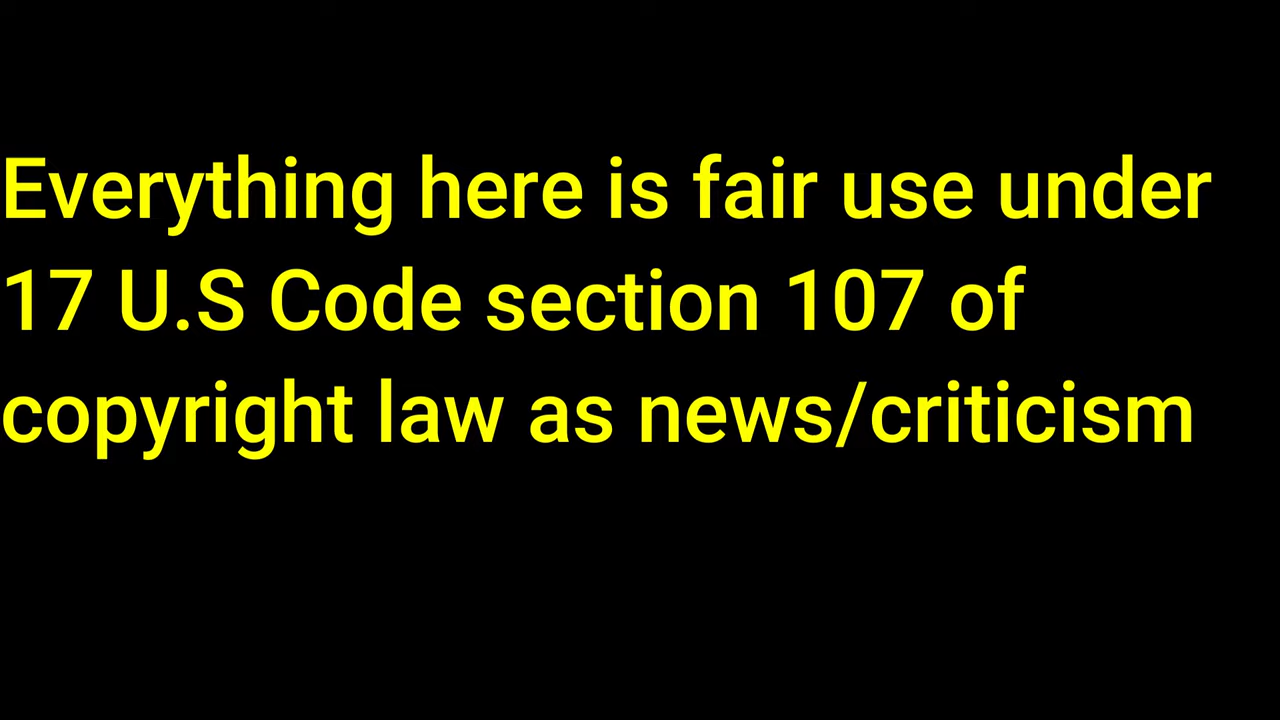 Everything here is fair use under
17 U.S Code section 107 of
copyright law as news/criticism